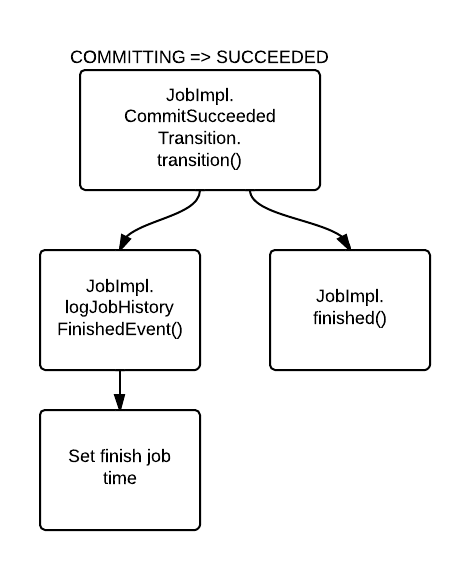 COMMITTING => SUCCEEDED
JobImpl.
CommitSucceeded
Transition.
transition()
JobImpl.
logJobHistory
FinishedEvent()
JobImpl.
finished()
Set finish job
time